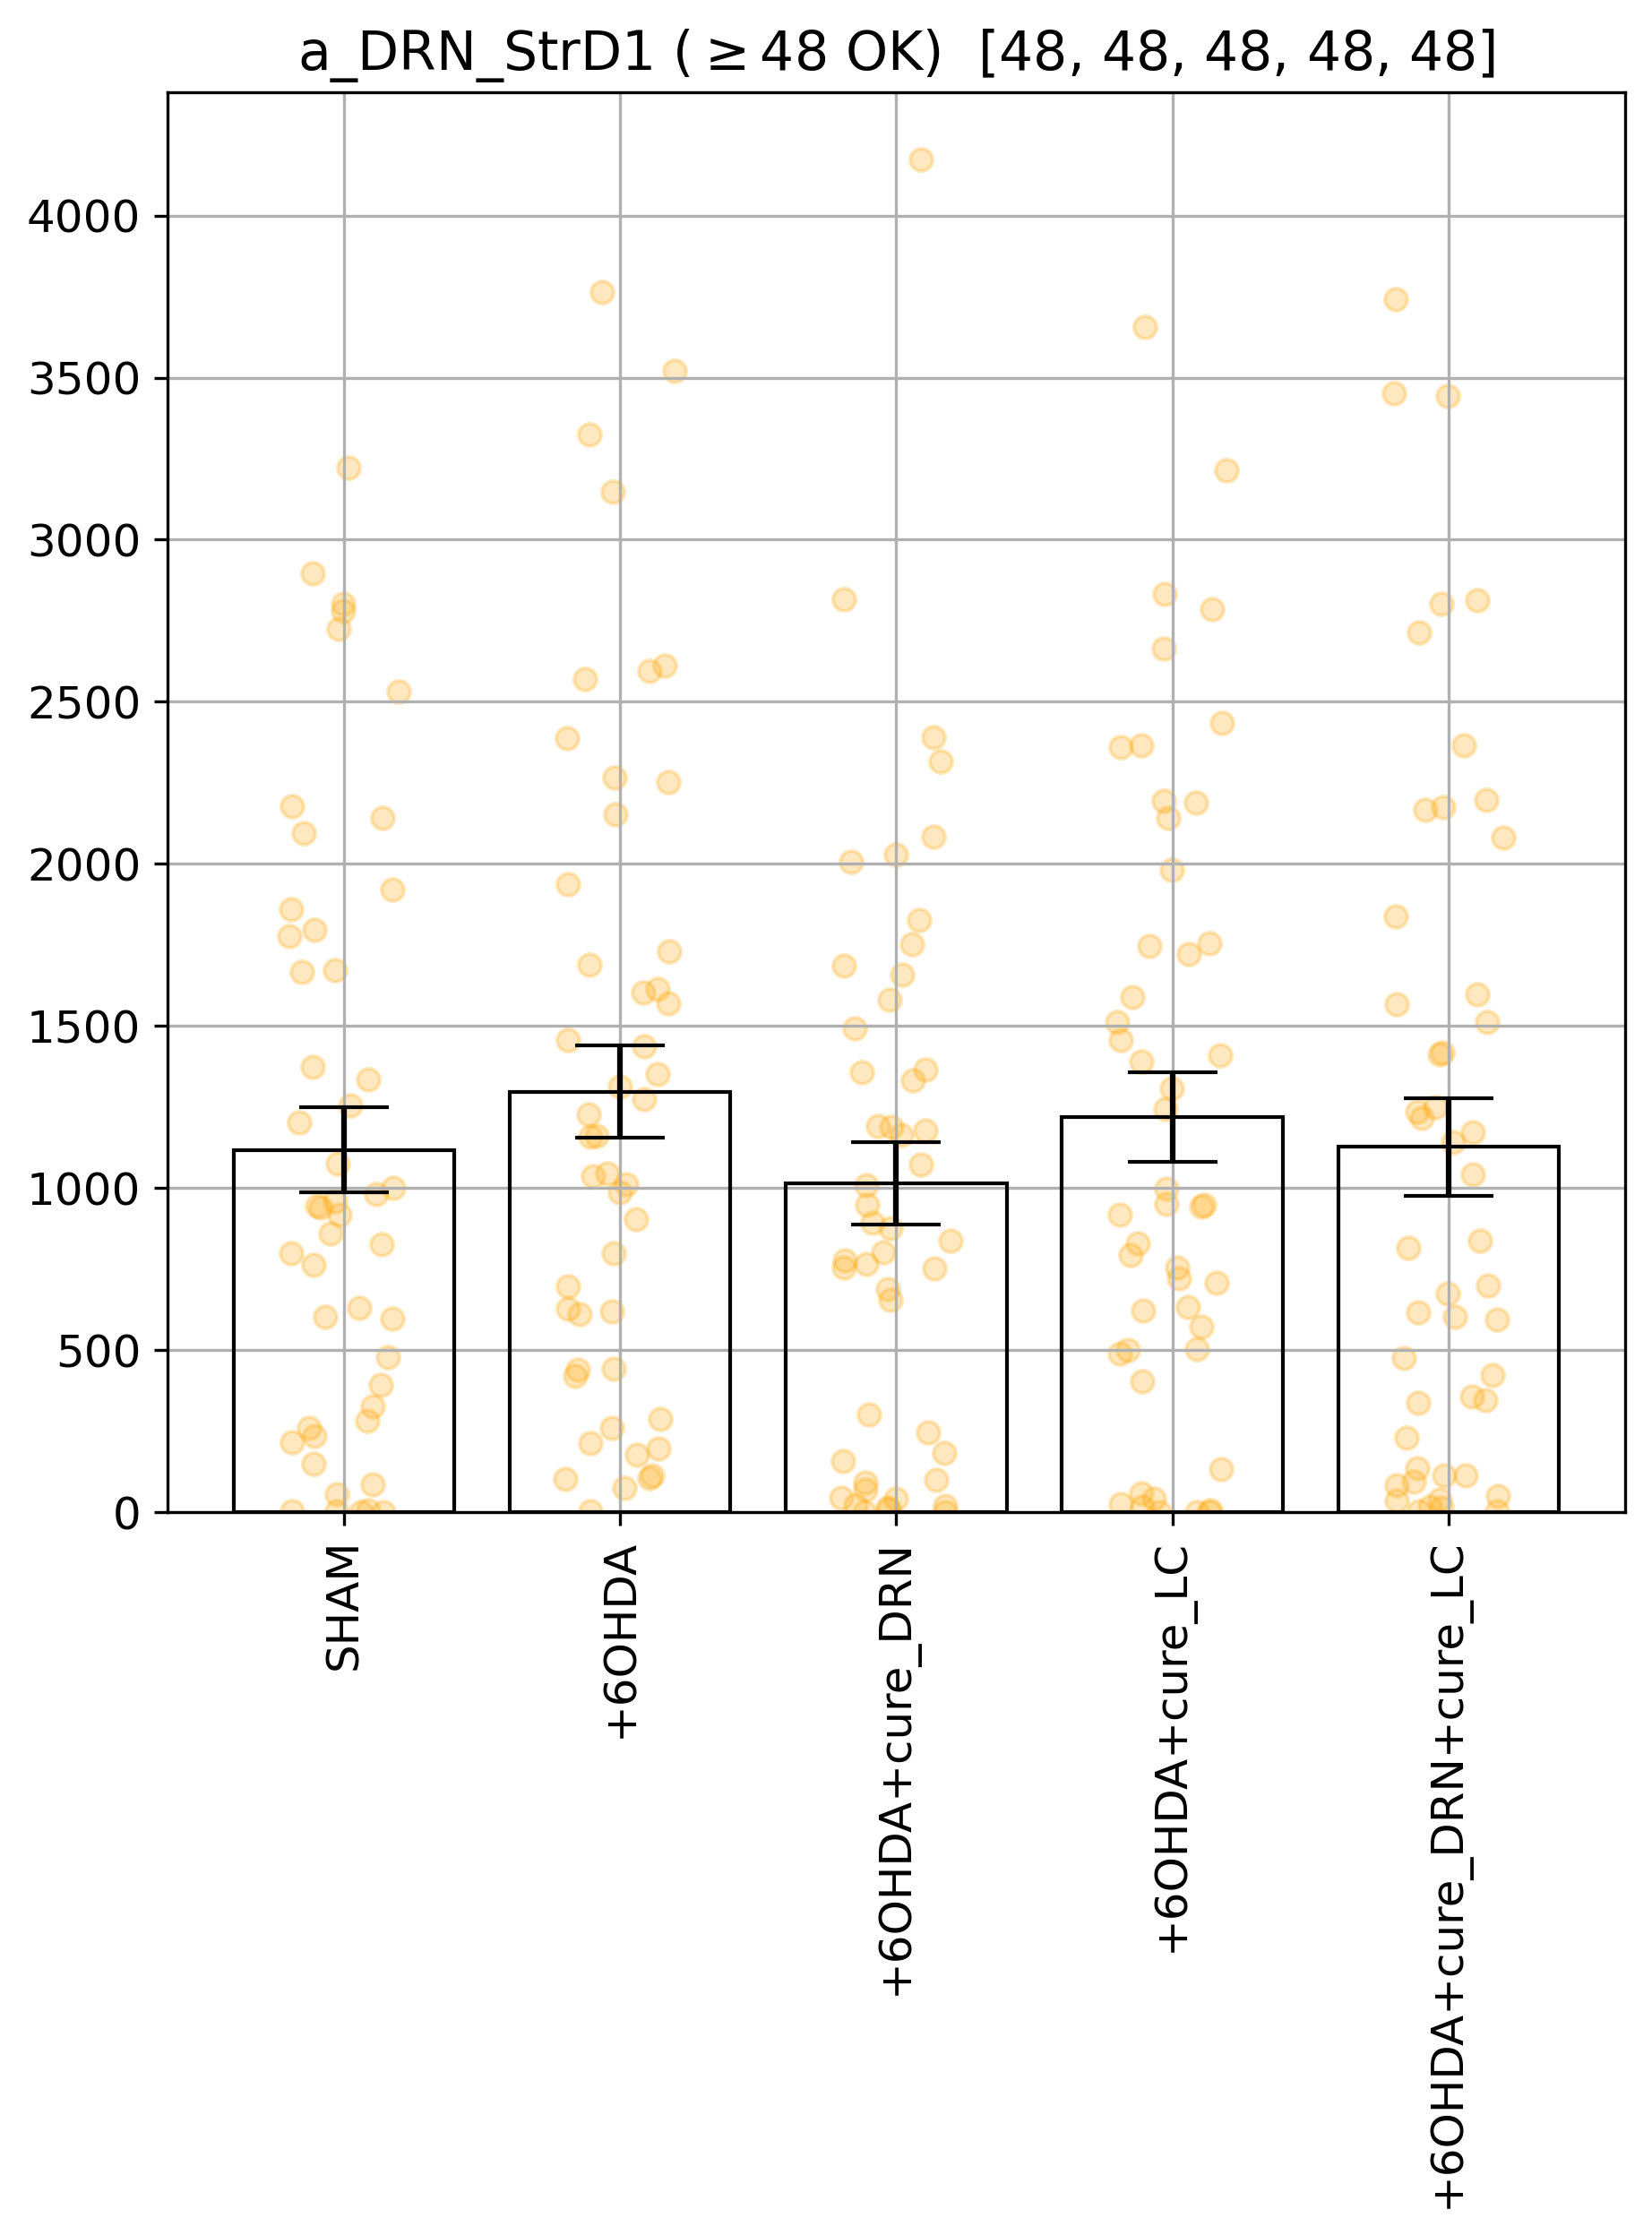 a_DRN_StrD1 (≥48 OK) [48, 48, 48, 48, 48]
4000
3500
3000
2500
2000
1500
1000
500
0
SHAM
+6OHDA
+6OHDA+cure_DRN
+6OHDA+cure_LC
+6OHDA+cure_DRN+cure_LC